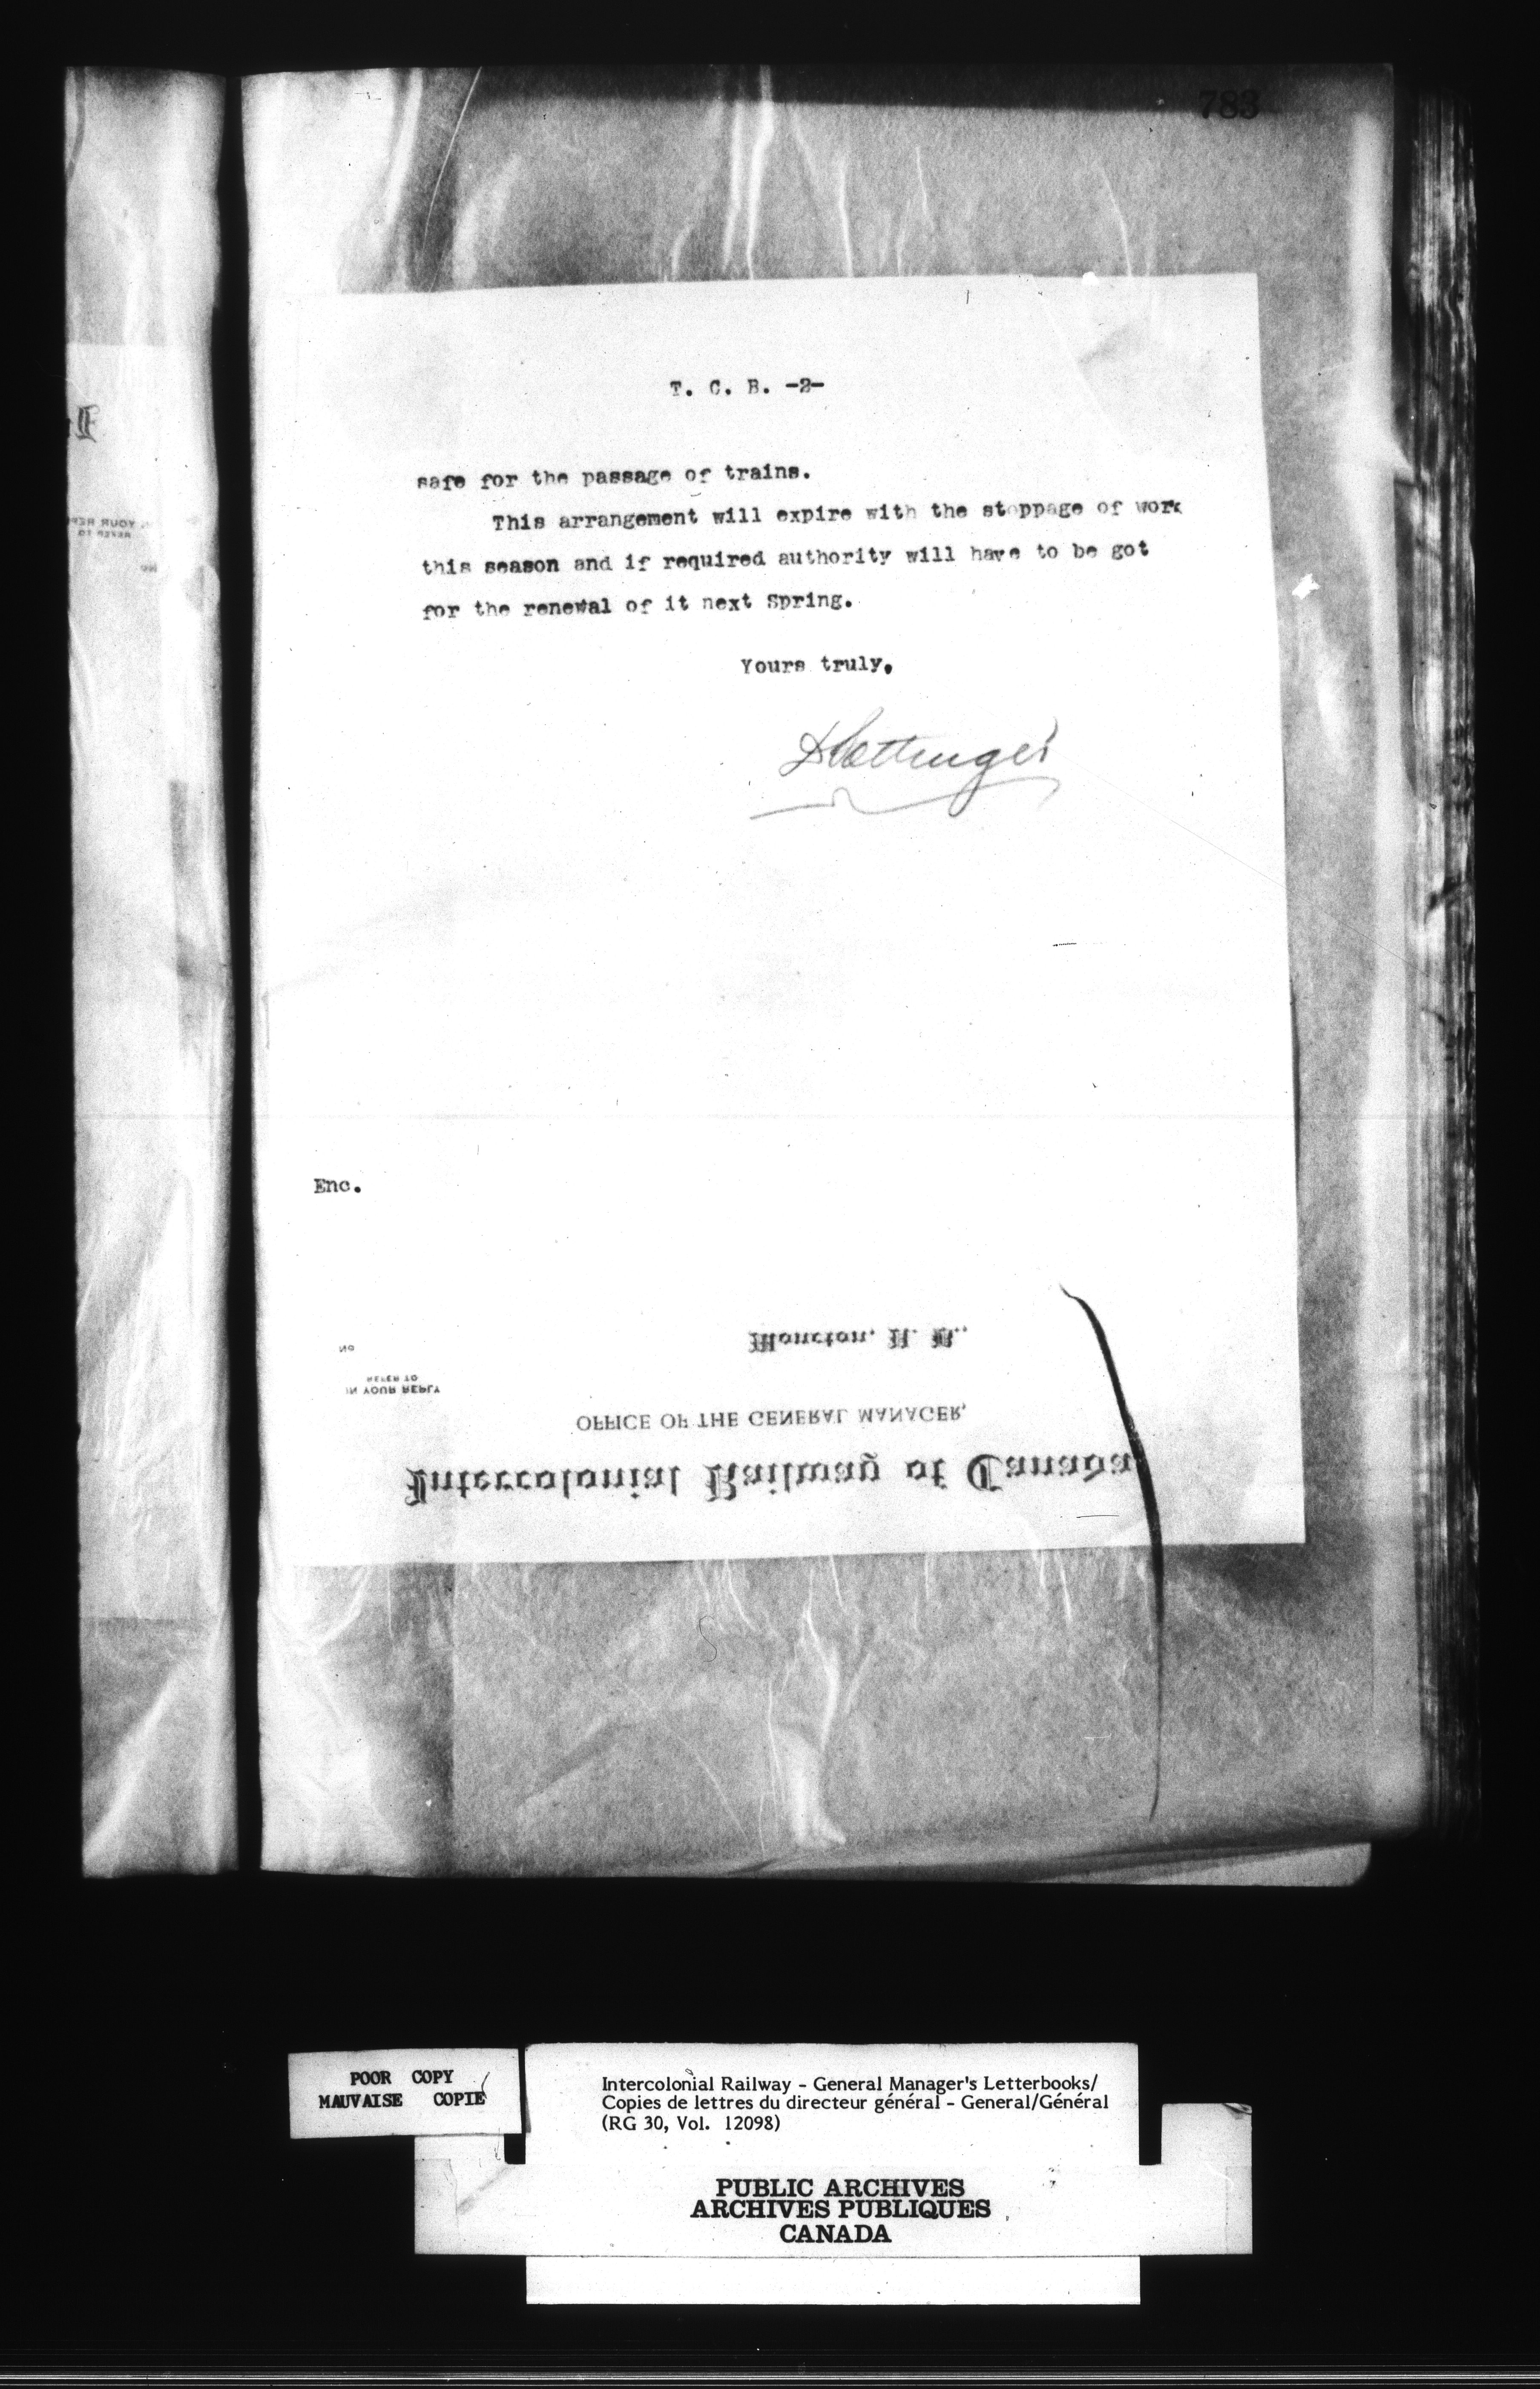 783
T. C. B. -2-
safe for the passage of trains.
This arrangement will expire with the stoppage of work
this season and if required authority will have to be got
for the renewal of it next Spring.
Yours truly,
D Pottinger
Enc.
Moncton, N. B.,
No
REFER TO
IN YOUR REPLY
OFFICE OF THE GENERAL MANAGER,
Intercolonial Railway of Canada
POOR COPY
MAUVAISE COPIE
Intercolonial Railway - General Manager's Letterbooks/
Copies de lettres du directeur général - General/Général
(RG 30, Vol. 12098)
PUBLIC ARCHIVES
ARCHIVES PUBLIQUES
CANADA